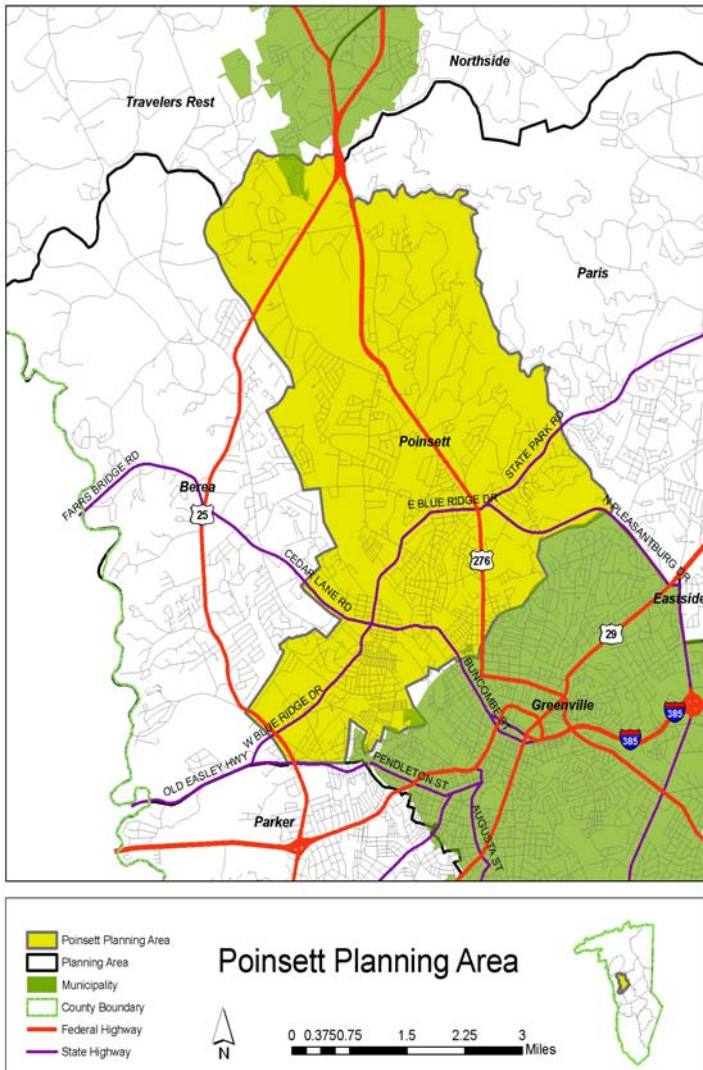 Northside
Travelers Rest
Paris
Poinsett
STATE PARK RD
E BLUE RIDGE DR
FARRS BRIDGE RD
Berea
25
N PLEASANTBURG DR
CEDAR LANE RD
276
Eastside
29
BUNCOMBE ST
Greenville
385
385
W BLUE RIDGE DR
OLD EASLEY HWY
PENDLETON ST
AUGUSTA ST
Parker
Poinsett Planning Area
Planning Area
Municipality
County Boundary
Federal Highway
State Highway
Poinsett Planning Area
N
0 0.375 0.75 1.5 2.25 3
Miles